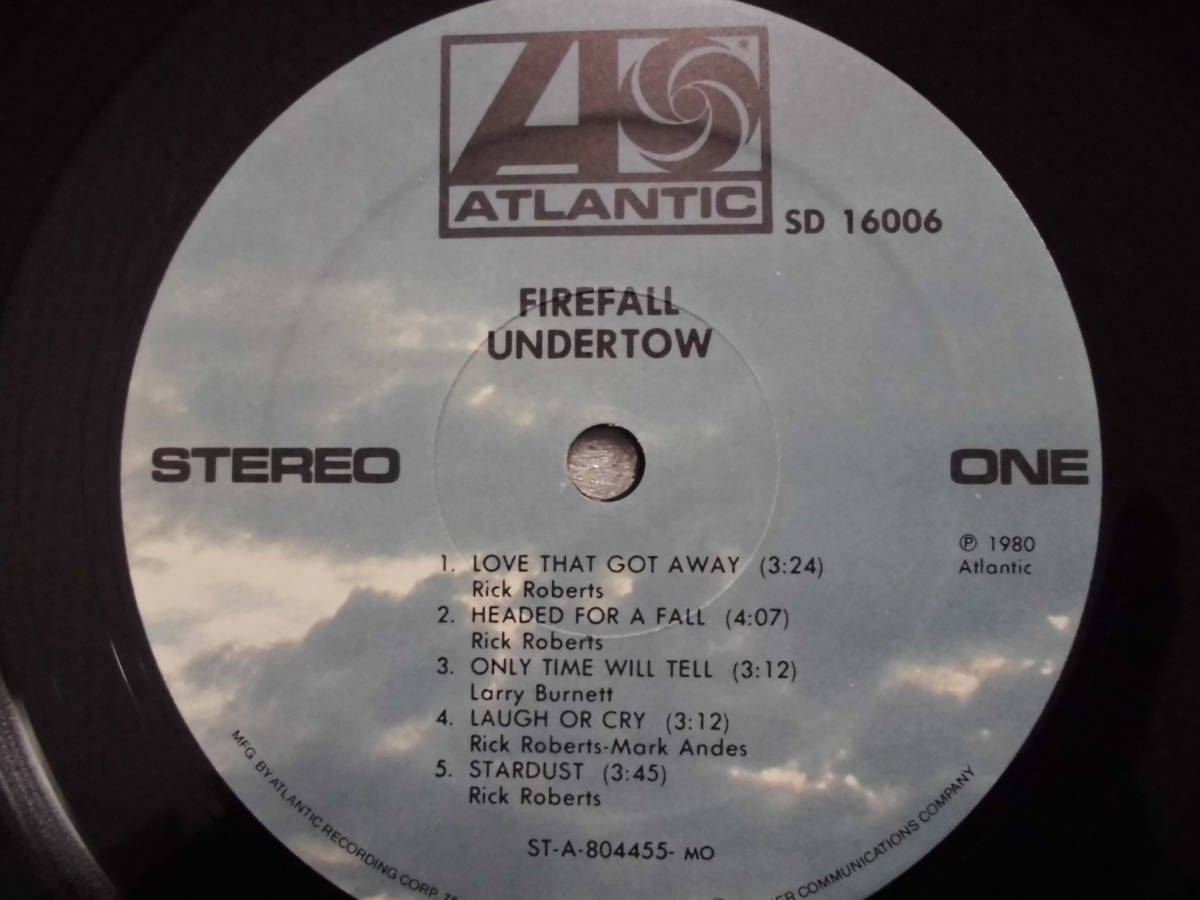 ATLANTIC
SD 16006
FIREFALL
UNDERTOW
STEREO
ONE
℗ 1980
Atlantic
1. LOVE THAT GOT AWAY (3:24)
Rick Roberts
2. HEADED FOR A FALL (4:07)
Rick Roberts
3. ONLY TIME WILL TELL (3:12)
Larry Burnett
4. LAUGH OR CRY (3:12)
Rick Roberts-Mark Andes
5. STARDUST (3:45)
Rick Roberts
ST-A-804455- MO
MFG BY ATLANTIC RECORDING CORP.
COMMUNICATIONS COMPANY